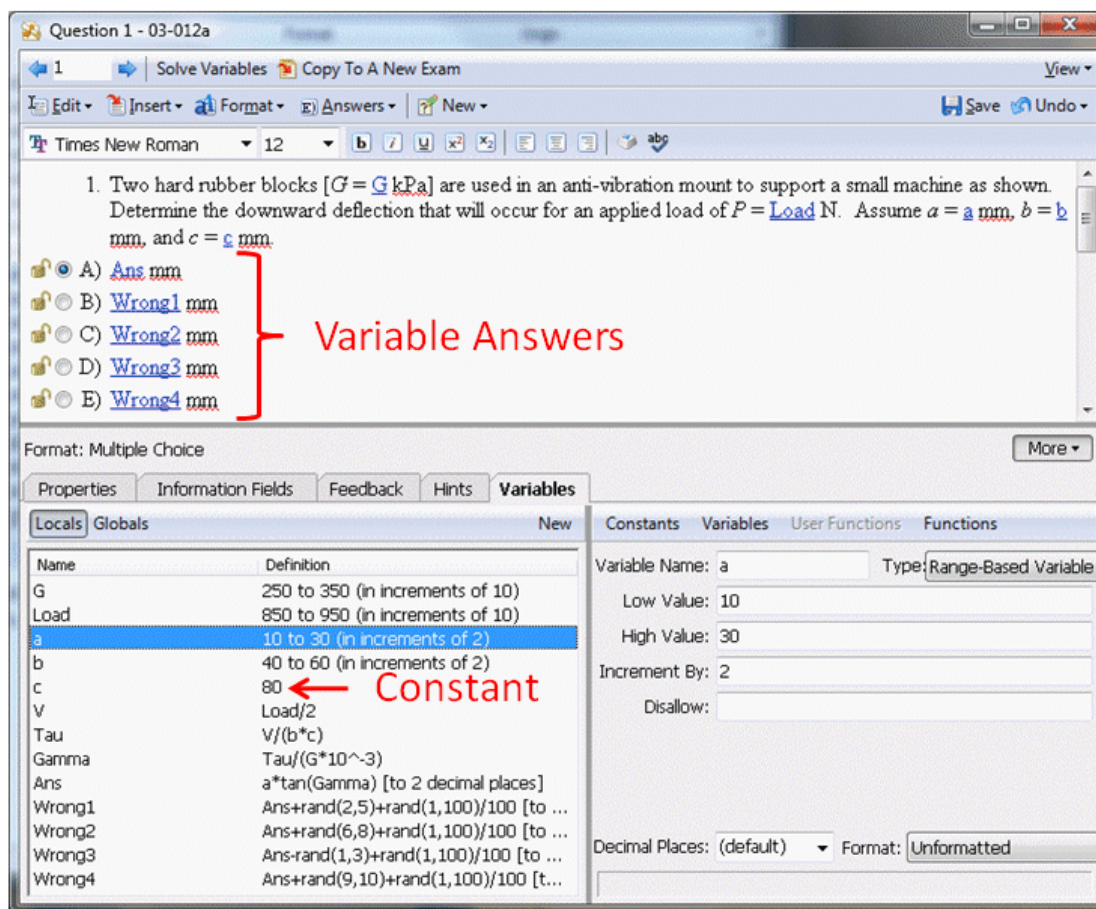 Question 1 - 03-012a
1 Solve Variables Copy To A New Exam View
Edit Insert Format Answers New Save Undo
Times New Roman 12 b i U x² x₂ abc
1. Two hard rubber blocks [G = G kPa] are used in an anti-vibration mount to support a small machine as shown.
Determine the downward deflection that will occur for an applied load of P = Load N. Assume a = a mm, b = b
mm, and c = c mm.
A) Ans mm
B) Wrong1 mm
C) Wrong2 mm
Variable Answers
D) Wrong3 mm
E) Wrong4 mm
Format: Multiple Choice More
Properties Information Fields Feedback Hints Variables
Locals Globals New Constants Variables User Functions Functions
Name Definition
G 250 to 350 (in increments of 10)
Load 850 to 950 (in increments of 10)
a 10 to 30 (in increments of 2)
b 40 to 60 (in increments of 2)
c 80 Constant
V Load/2
Tau V/(b*c)
Gamma Tau/(G*10^-3)
Ans a*tan(Gamma) [to 2 decimal places]
Wrong1 Ans+rand(2,5)+rand(1,100)/100 [to ...
Wrong2 Ans+rand(6,8)+rand(1,100)/100 [to ...
Wrong3 Ans-rand(1,3)+rand(1,100)/100 [to ...
Wrong4 Ans+rand(9,10)+rand(1,100)/100 [t...
Variable Name: a Type: Range-Based Variable
Low Value: 10
High Value: 30
Increment By: 2
Disallow:
Decimal Places: (default) Format: Unformatted